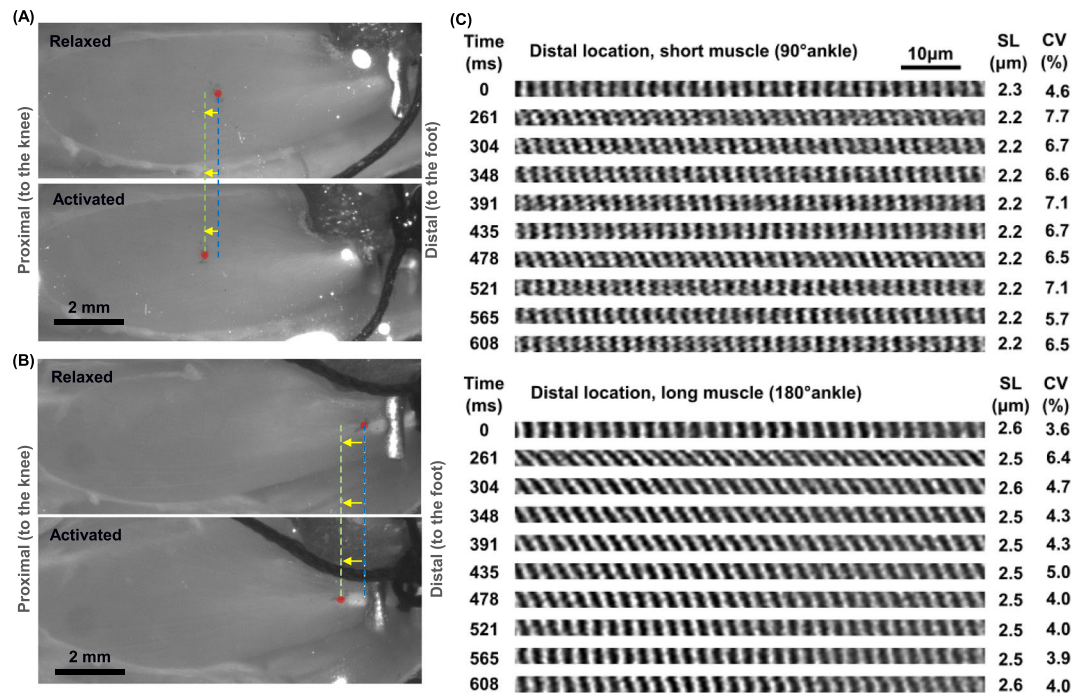 (A)
Relaxed
Activated
2 mm
Proximal (to the knee)
Distal (to the foot)
(B)
Relaxed
Activated
2 mm
Proximal (to the knee)
Distal (to the foot)
(C)
Time (ms) Distal location, short muscle (90°ankle) 10µm SL (µm) CV (%)
0 2.3 4.6
261 2.2 7.7
304 2.2 6.7
348 2.2 6.6
391 2.2 7.1
435 2.2 6.7
478 2.2 6.5
521 2.2 7.1
565 2.2 5.7
608 2.2 6.5
Time (ms) Distal location, long muscle (180°ankle) SL (µm) CV (%)
0 2.6 3.6
261 2.5 6.4
304 2.6 4.7
348 2.5 4.3
391 2.5 4.3
435 2.5 5.0
478 2.5 4.0
521 2.5 4.0
565 2.5 3.9
608 2.6 4.0